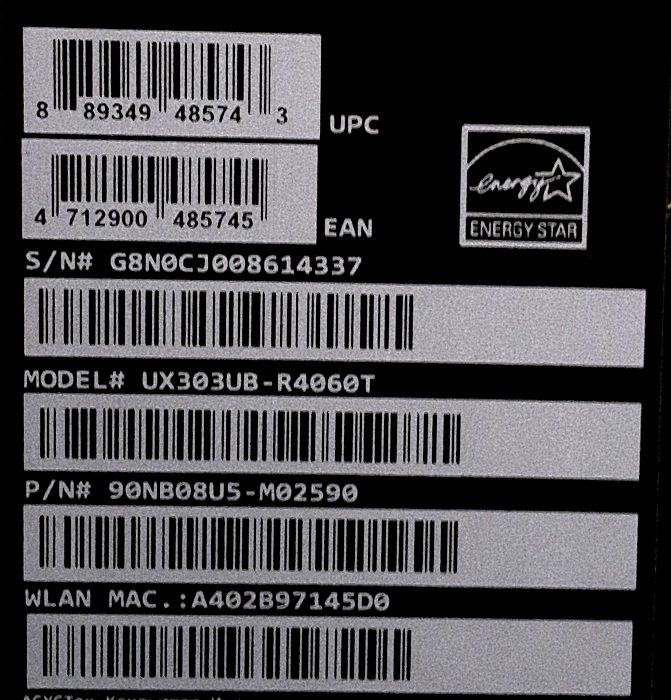 8 89349 48574 3 UPC
4 712900 485745 EAN
energy
ENERGY STAR
S/N# G8N0CJ008614337
MODEL# UX303UB-R4060T
P/N# 90NB08U5-M02590
WLAN MAC.:A402B97145D0